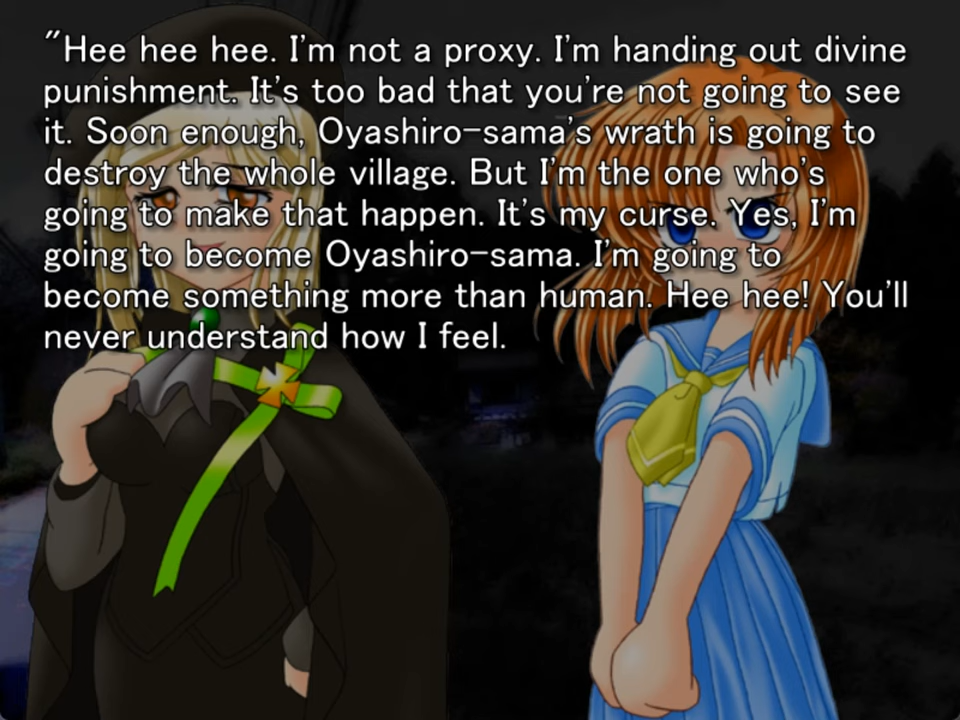 "Hee hee hee. I'm not a proxy. I'm handing out divine
punishment. It's too bad that you're not going to see
it. Soon enough, Oyashiro-sama's wrath is going to
destroy the whole village. But I'm the one who's
going to make that happen. It's my curse. Yes, I'm
going to become Oyashiro-sama. I'm going to
become something more than human. Hee hee! You'll
never understand how I feel.